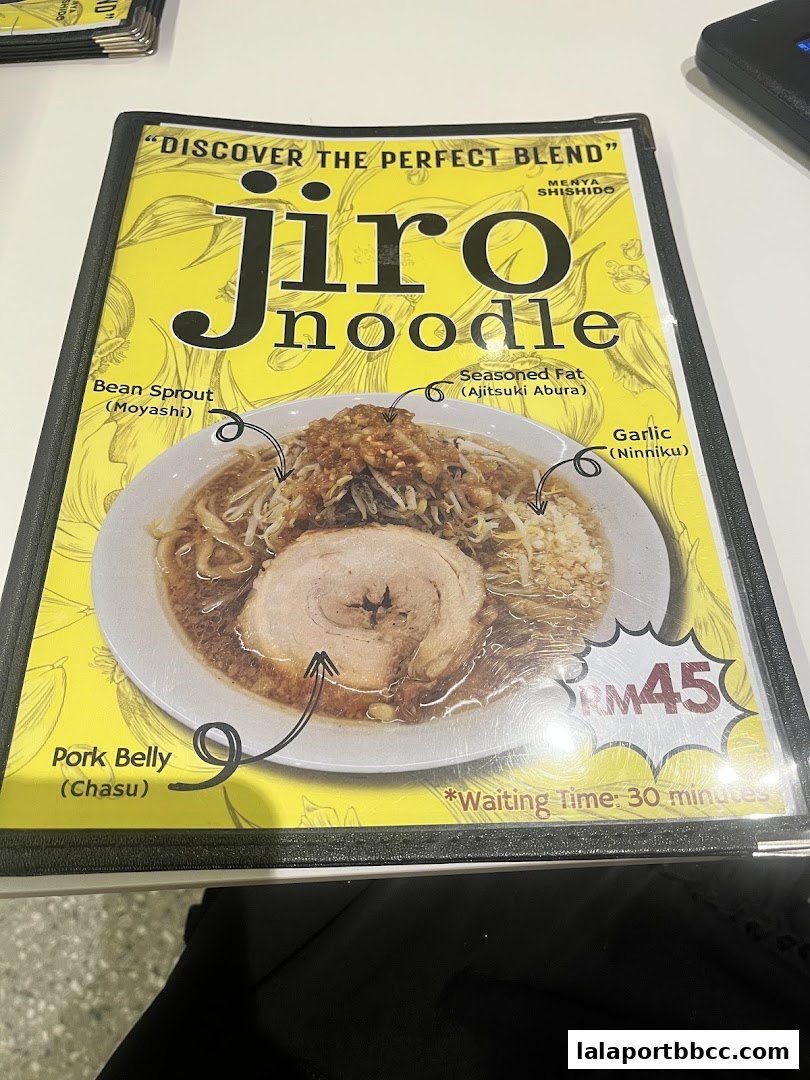 "DISCOVER THE PERFECT BLEND"
MENYA
SHISHIDO
jiro
noodle
Bean Sprout
(Moyashi)
Seasoned Fat
(Ajitsuki Abura)
Garlic
(Ninniku)
RM45
Pork Belly
(Chasu)
*Waiting Time: 30 minutes
lalaportbbcc.com